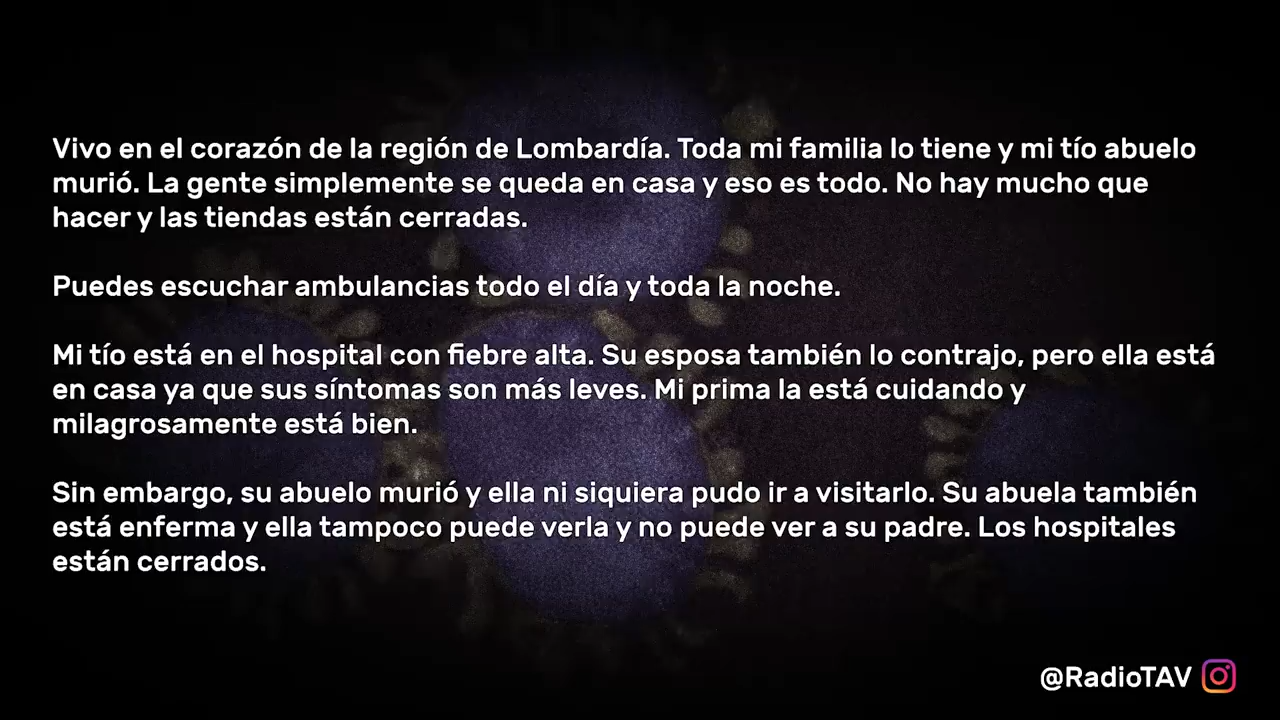 Vivo en el corazón de la región de Lombardía. Toda mi familia lo tiene y mi tío abuelo
murió. La gente simplemente se queda en casa y eso es todo. No hay mucho que
hacer y las tiendas están cerradas.
Puedes escuchar ambulancias todo el día y toda la noche.
Mi tío está en el hospital con fiebre alta. Su esposa también lo contrajo, pero ella está
en casa ya que sus síntomas son más leves. Mi prima la está cuidando y
milagrosamente está bien.
Sin embargo, su abuelo murió y ella ni siquiera pudo ir a visitarlo. Su abuela también
está enferma y ella tampoco puede verla y no puede ver a su padre. Los hospitales
están cerrados.
@RadioTAV